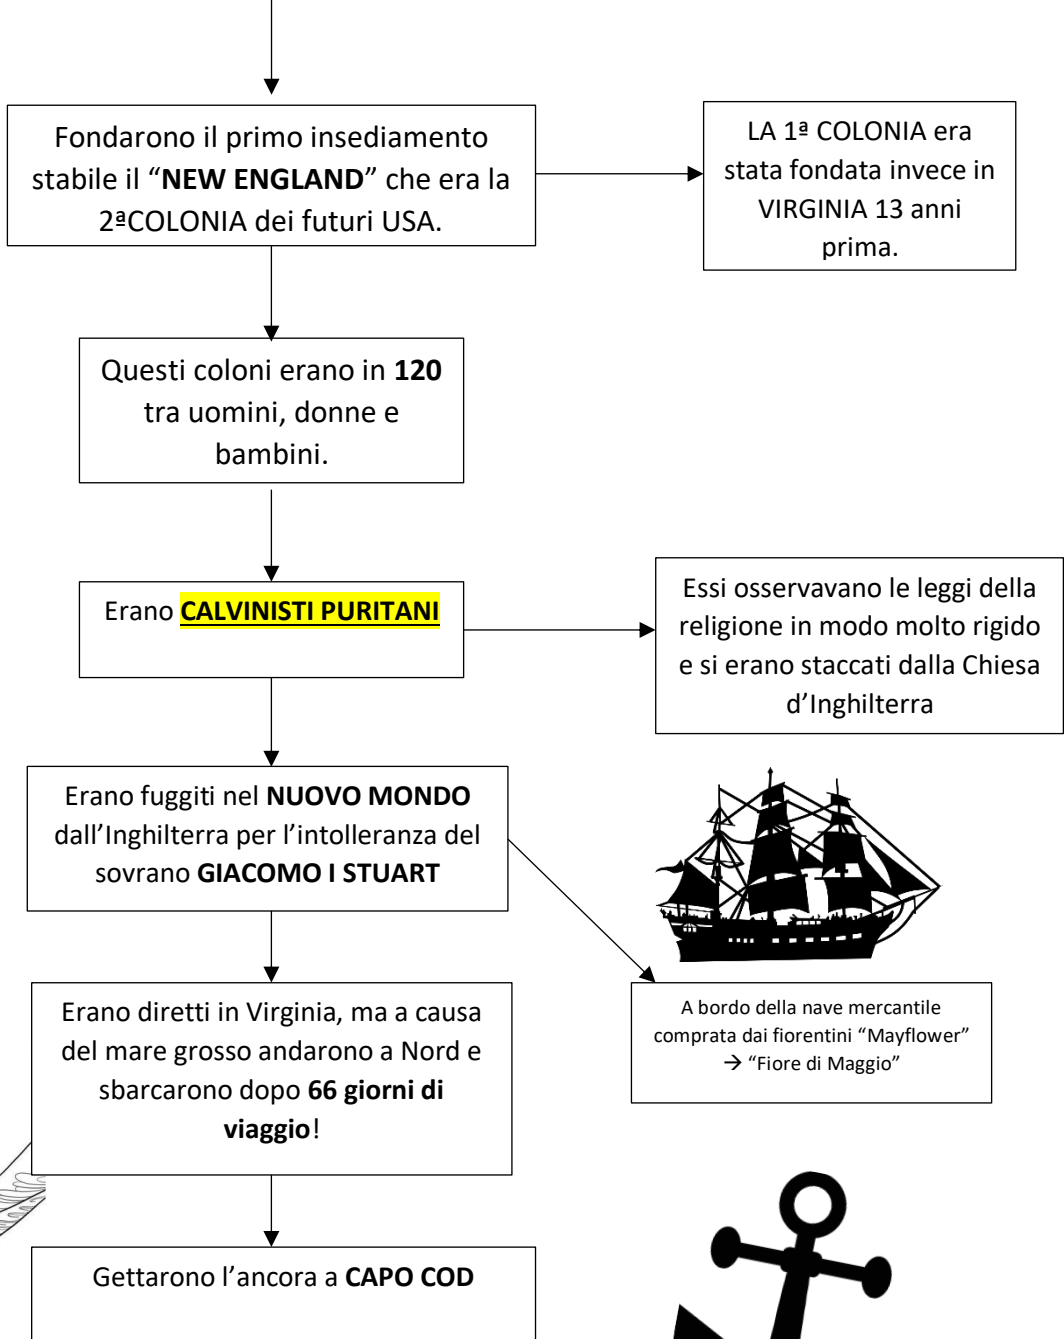 Fondarono il primo insediamento
stabile il “NEW ENGLAND” che era la
2ªCOLONIA dei futuri USA.
LA 1ª COLONIA era
stata fondata invece in
VIRGINIA 13 anni
prima.
Questi coloni erano in 120
tra uomini, donne e
bambini.
Erano CALVINISTI PURITANI
Essi osservavano le leggi della
religione in modo molto rigido
e si erano staccati dalla Chiesa
d’Inghilterra
Erano fuggiti nel NUOVO MONDO
dall’Inghilterra per l’intolleranza del
sovrano GIACOMO I STUART
A bordo della nave mercantile
comprata dai fiorentini “Mayflower”
→ “Fiore di Maggio”
Erano diretti in Virginia, ma a causa
del mare grosso andarono a Nord e
sbarcarono dopo 66 giorni di
viaggio!
Gettarono l’ancora a CAPO COD